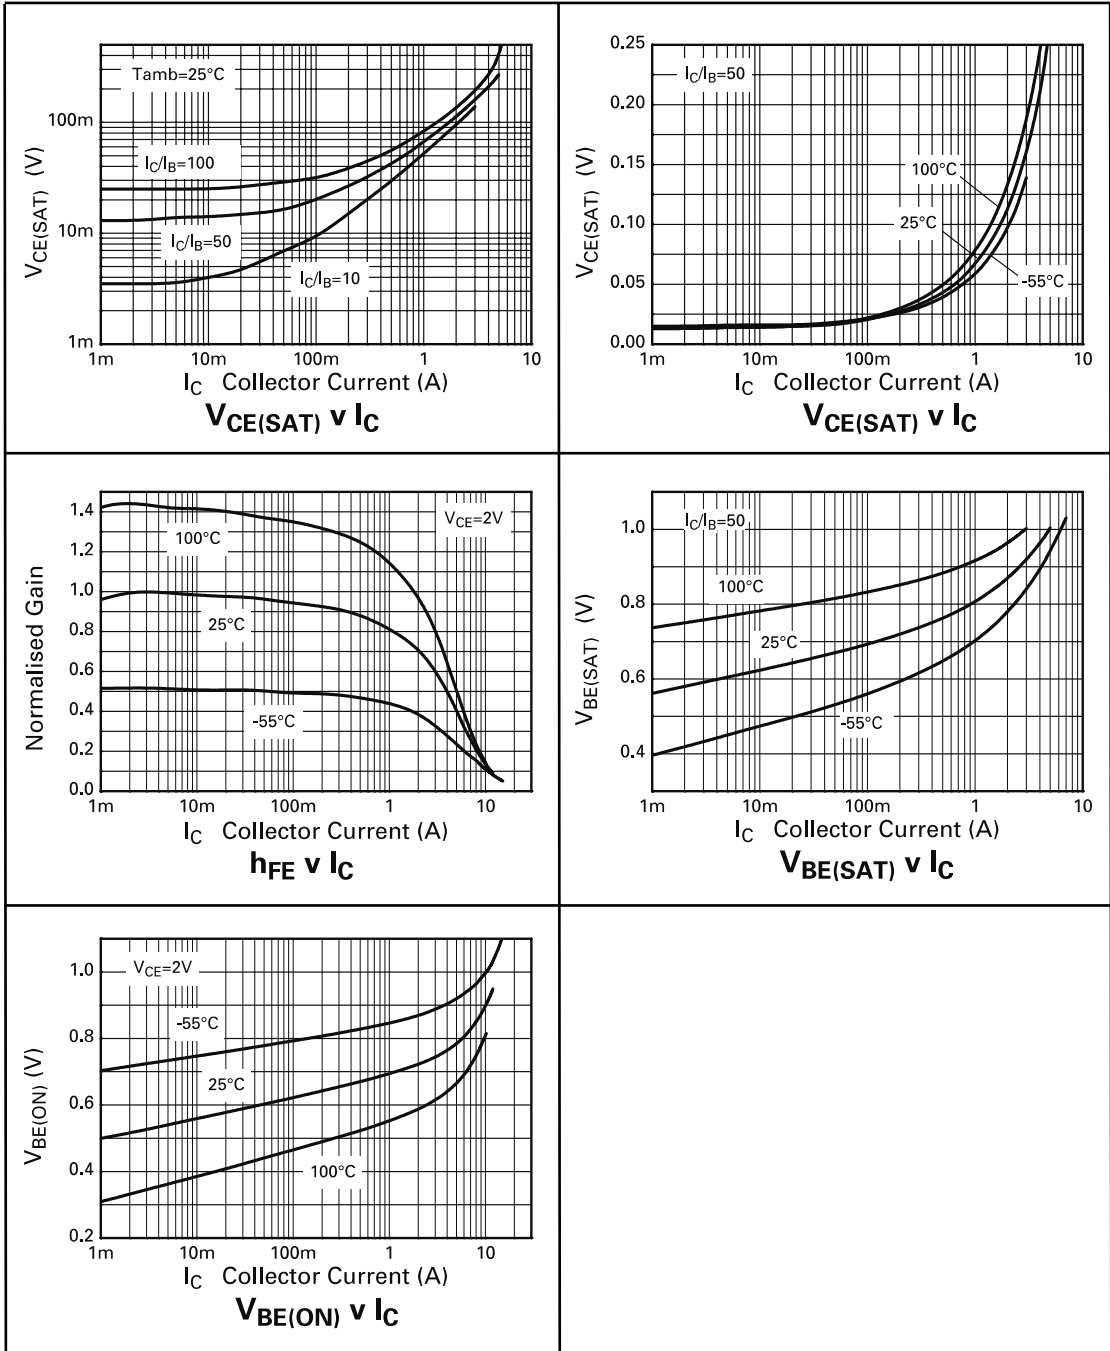 Tamb=25°C
IC/IB=100
IC/IB=50
IC/IB=10
100m
10m
1m
VCE(SAT) (V)
1m 10m 100m 1 10
IC Collector Current (A)
VCE(SAT) v IC
IC/IB=50
100°C
25°C
-55°C
0.25
0.20
0.15
0.10
0.05
0.00
VCE(SAT) (V)
1m 10m 100m 1 10
IC Collector Current (A)
VCE(SAT) v IC
VCE=2V
100°C
25°C
-55°C
1.4
1.2
1.0
0.8
0.6
0.4
0.2
0.0
Normalised Gain
1m 10m 100m 1 10
IC Collector Current (A)
hFE v IC
IC/IB=50
100°C
25°C
-55°C
1.0
0.8
0.6
0.4
VBE(SAT) (V)
1m 10m 100m 1 10
IC Collector Current (A)
VBE(SAT) v IC
VCE=2V
-55°C
25°C
100°C
1.0
0.8
0.6
0.4
0.2
VBE(ON) (V)
1m 10m 100m 1 10
IC Collector Current (A)
VBE(ON) v IC